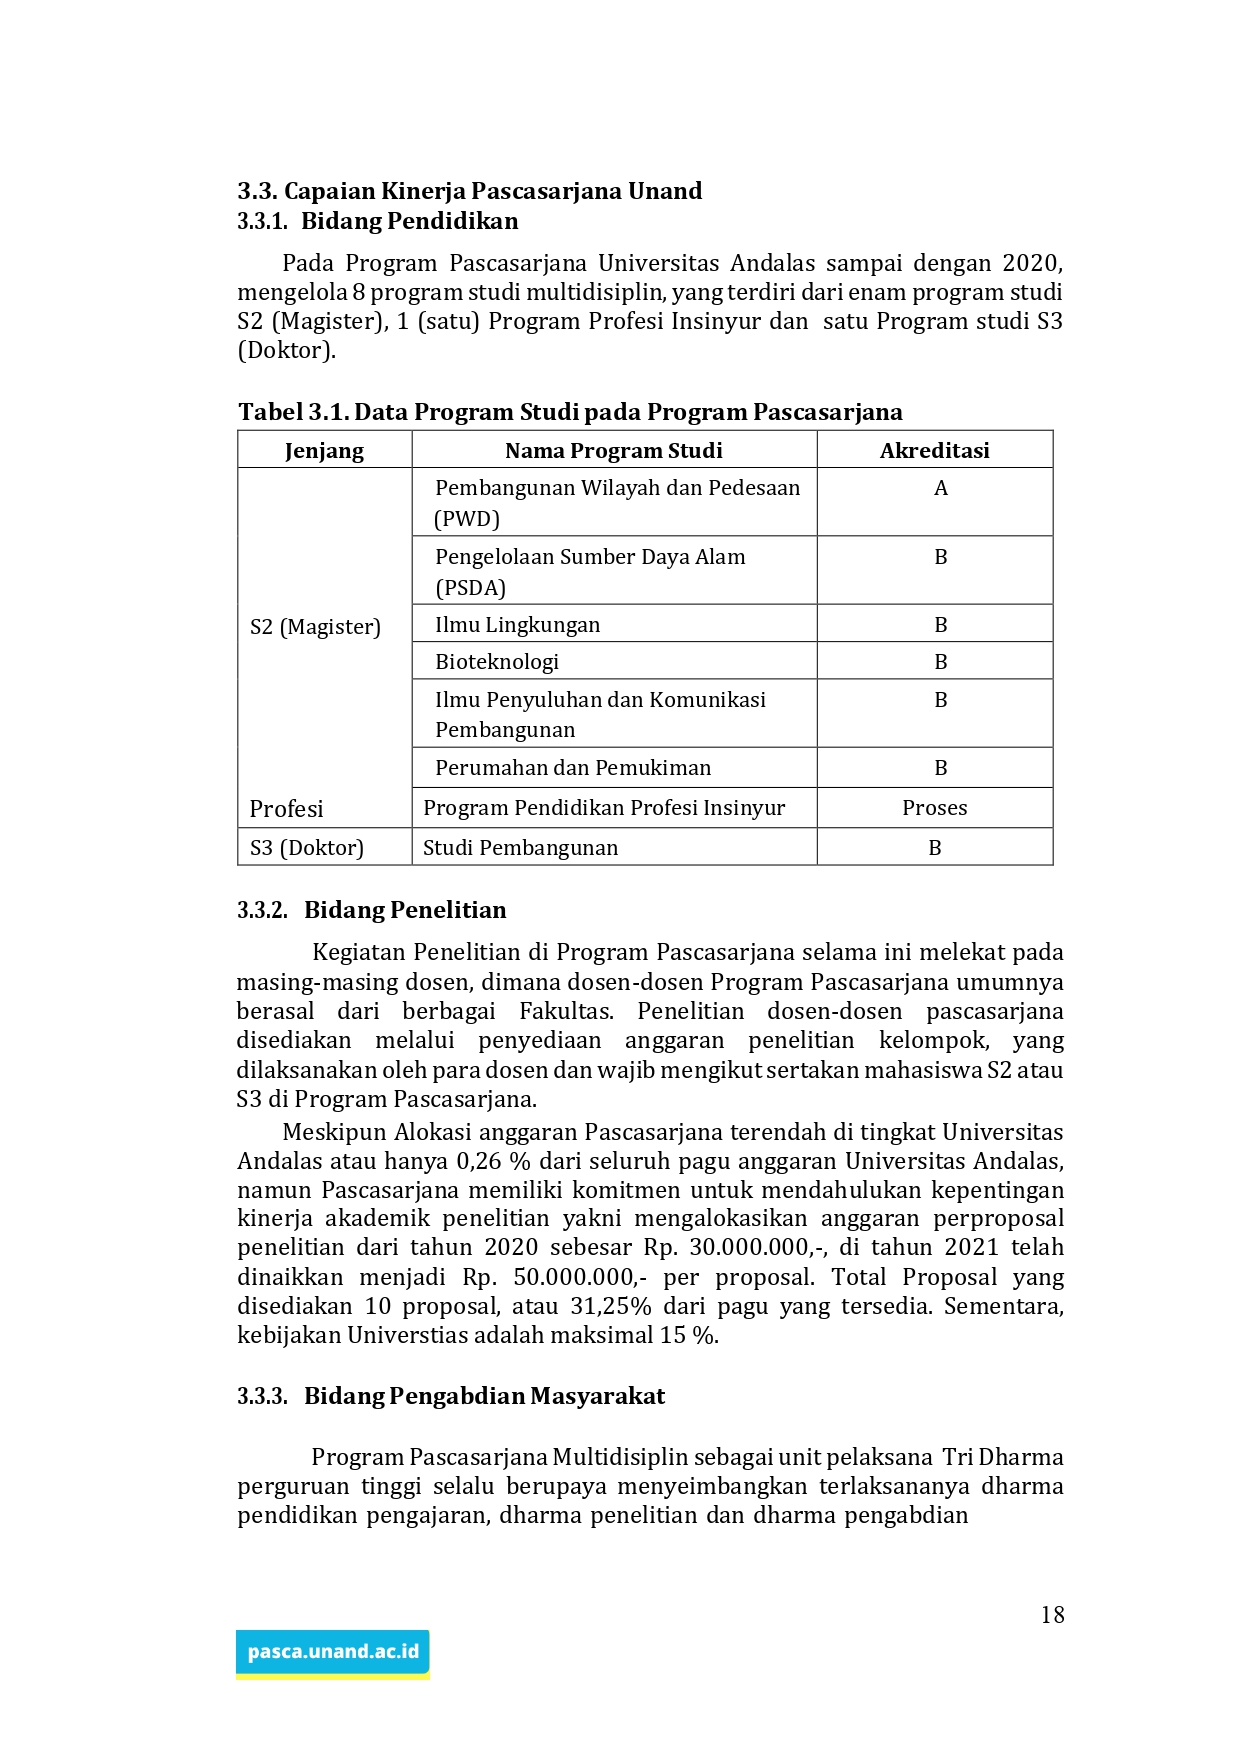 3.3. Capaian Kinerja Pascasarjana Unand
3.3.1. Bidang Pendidikan
Pada Program Pascasarjana Universitas Andalas sampai dengan 2020,
mengelola 8 program studi multidisiplin, yang terdiri dari enam program studi
S2 (Magister), 1 (satu) Program Profesi Insinyur dan satu Program studi S3
(Doktor).
Tabel 3.1. Data Program Studi pada Program Pascasarjana
Jenjang Nama Program Studi Akreditasi
Pembangunan Wilayah dan Pedesaan A
(PWD)
Pengelolaan Sumber Daya Alam B
(PSDA)
S2 (Magister) Ilmu Lingkungan B
Bioteknologi B
Ilmu Penyuluhan dan Komunikasi B
Pembangunan
Perumahan dan Pemukiman B
Profesi Program Pendidikan Profesi Insinyur Proses
S3 (Doktor) Studi Pembangunan B
3.3.2. Bidang Penelitian
Kegiatan Penelitian di Program Pascasarjana selama ini melekat pada
masing-masing dosen, dimana dosen-dosen Program Pascasarjana umumnya
berasal dari berbagai Fakultas. Penelitian dosen-dosen pascasarjana
disediakan melalui penyediaan anggaran penelitian kelompok, yang
dilaksanakan oleh para dosen dan wajib mengikut sertakan mahasiswa S2 atau
S3 di Program Pascasarjana.
Meskipun Alokasi anggaran Pascasarjana terendah di tingkat Universitas
Andalas atau hanya 0,26 % dari seluruh pagu anggaran Universitas Andalas,
namun Pascasarjana memiliki komitmen untuk mendahulukan kepentingan
kinerja akademik penelitian yakni mengalokasikan anggaran perproposal
penelitian dari tahun 2020 sebesar Rp. 30.000.000,-, di tahun 2021 telah
dinaikkan menjadi Rp. 50.000.000,- per proposal. Total Proposal yang
disediakan 10 proposal, atau 31,25% dari pagu yang tersedia. Sementara,
kebijakan Universtias adalah maksimal 15 %.
3.3.3. Bidang Pengabdian Masyarakat
Program Pascasarjana Multidisiplin sebagai unit pelaksana Tri Dharma
perguruan tinggi selalu berupaya menyeimbangkan terlaksananya dharma
pendidikan pengajaran, dharma penelitian dan dharma pengabdian
18
pasca.unand.ac.id